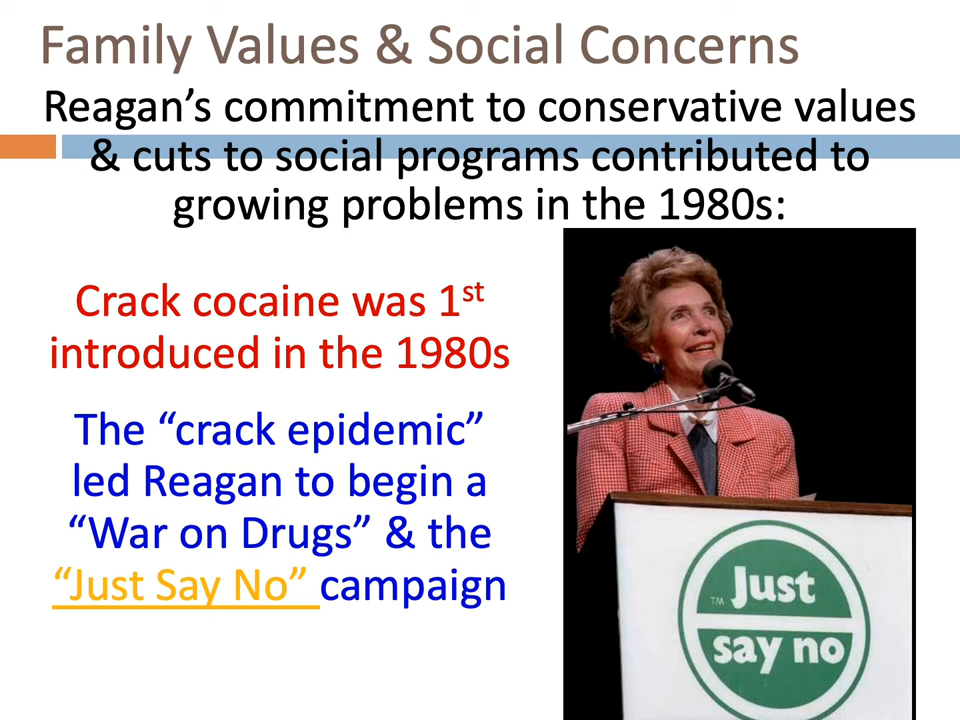 Family Values & Social Concerns
Reagan’s commitment to conservative values
& cuts to social programs contributed to
growing problems in the 1980s:
Crack cocaine was 1st
introduced in the 1980s
The “crack epidemic”
led Reagan to begin a
“War on Drugs” & the
“Just Say No” campaign
Just
TM
say no